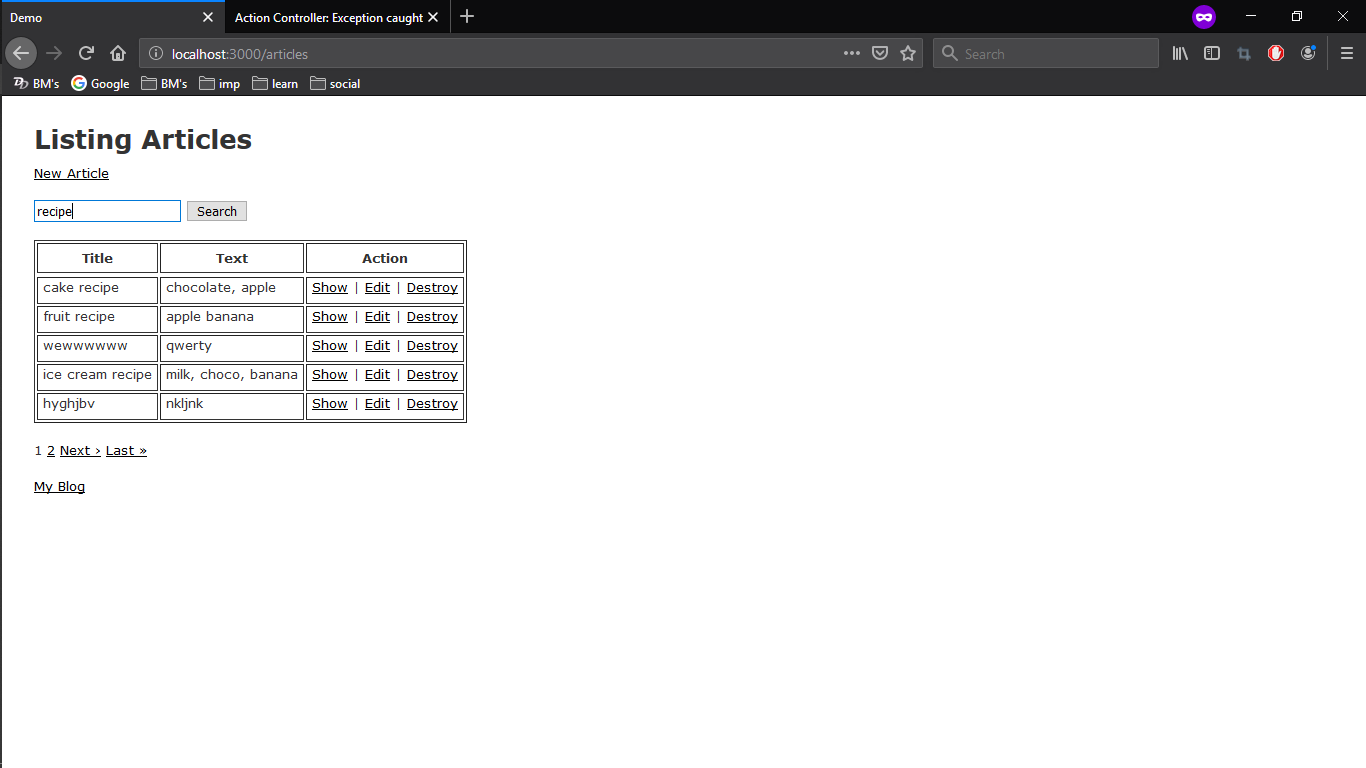 Demo
Action Controller: Exception caught
localhost:3000/articles
Search
BM's Google BM's imp learn social
Listing Articles
New Article
recipe Search
Title Text Action
cake recipe chocolate, apple Show | Edit | Destroy
fruit recipe apple banana Show | Edit | Destroy
wewwwwww qwerty Show | Edit | Destroy
ice cream recipe milk, choco, banana Show | Edit | Destroy
hyghjbv nkljnk Show | Edit | Destroy
1 2 Next › Last »
My Blog